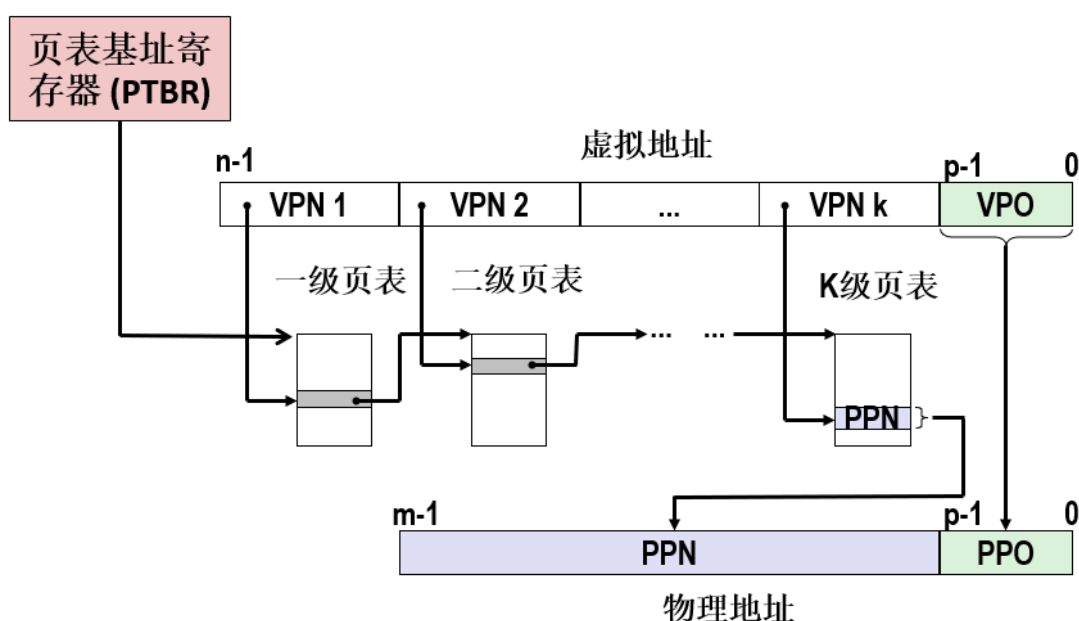 页表基址寄
存器 (PTBR)
虚拟地址
n-1
p-1
0
VPN 1
VPN 2
...
VPN k
VPO
一级页表
二级页表
K级页表
... ...
PPN
m-1
p-1
0
PPN
PPO
物理地址